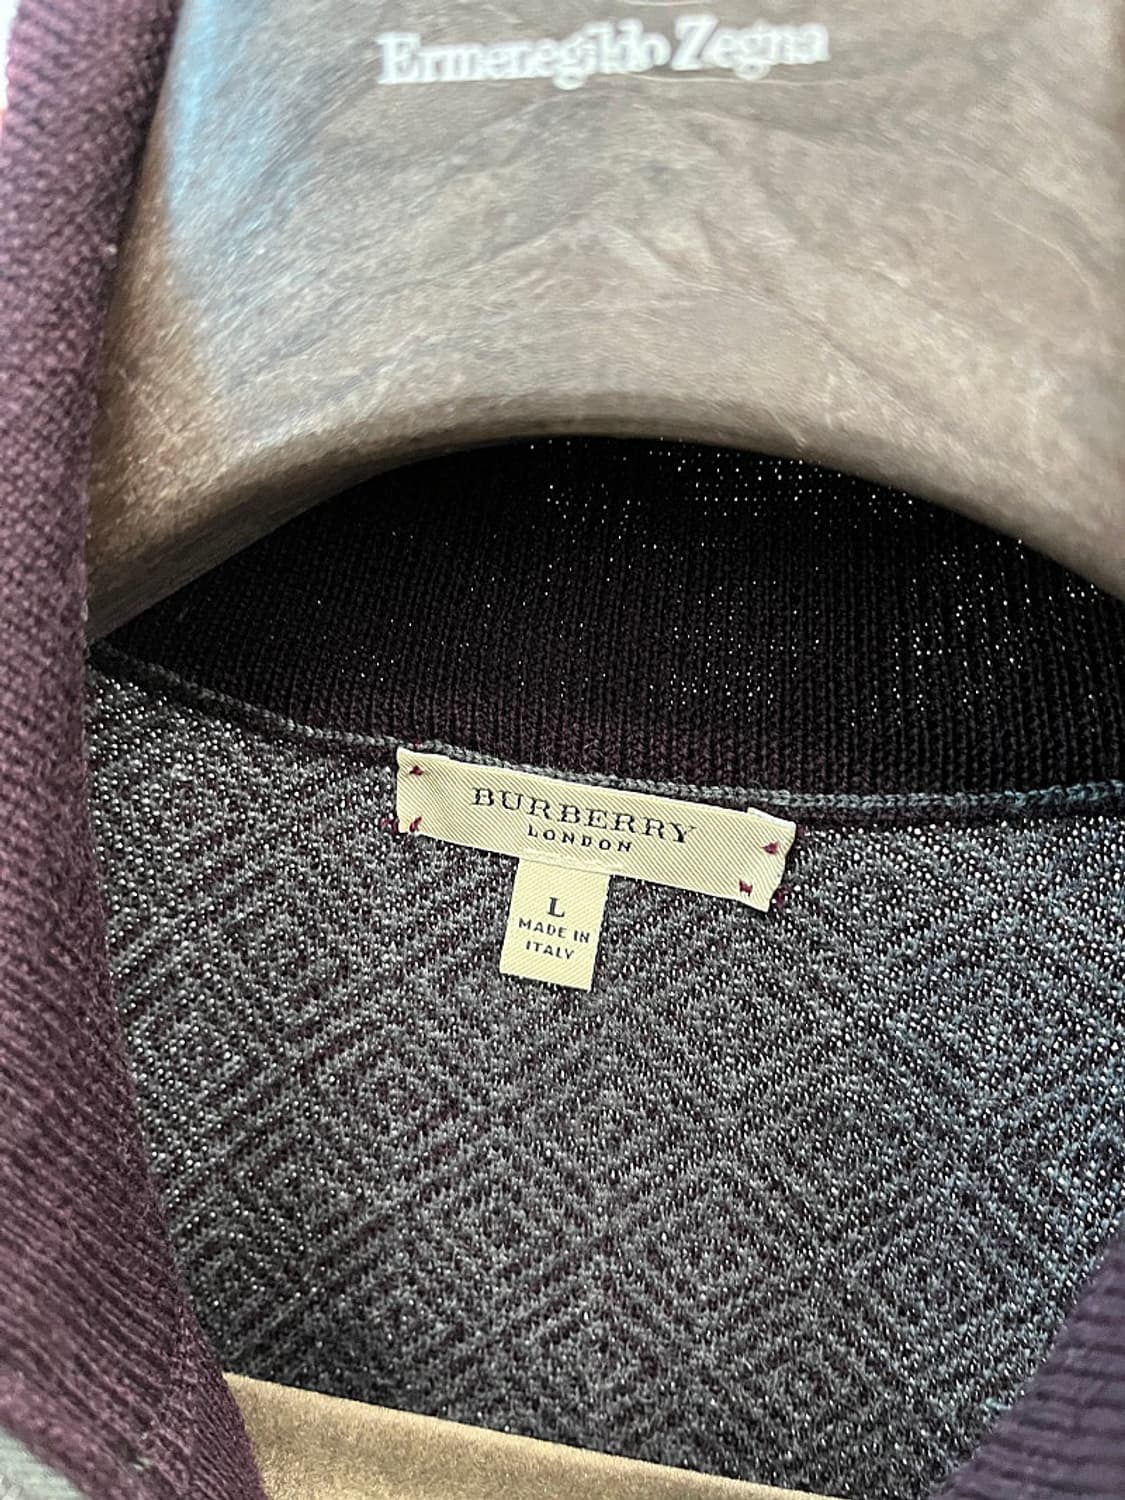 Ermenegildo Zegna
BURBERRY
LONDON
L
MADE IN
ITALY